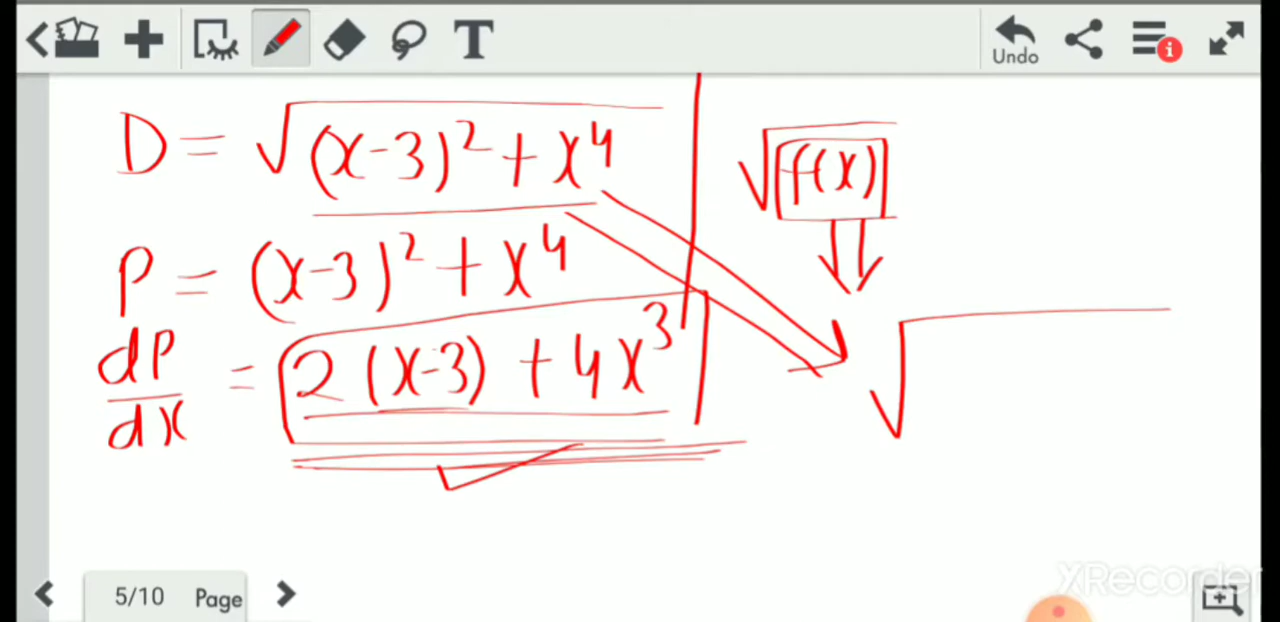 Undo
D = √(x-3)² + x⁴
√f(x)
P = (x-3)² + x⁴
dP/dx = 2(x-3) + 4x³
√
XRecorder
5/10 Page